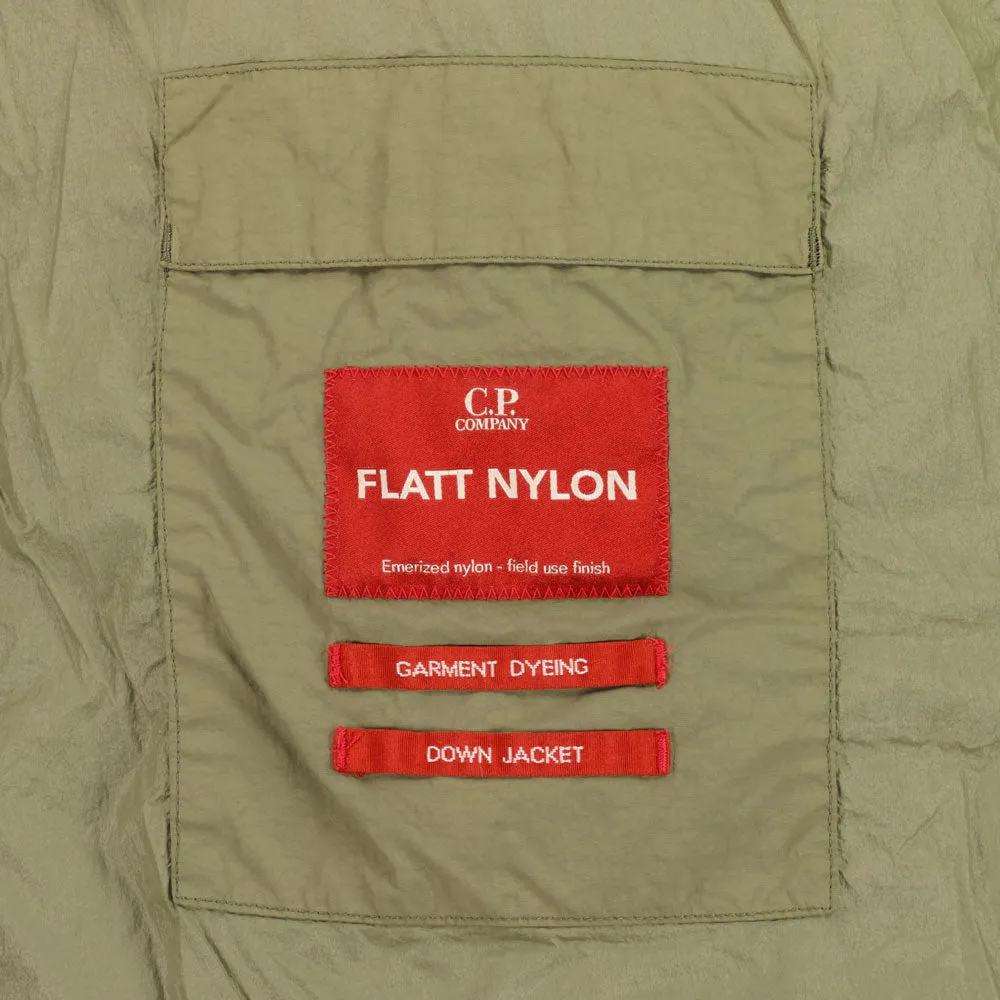 C.P.
COMPANY
FLATT NYLON
Emerized nylon - field use finish
GARMENT DYEING
DOWN JACKET